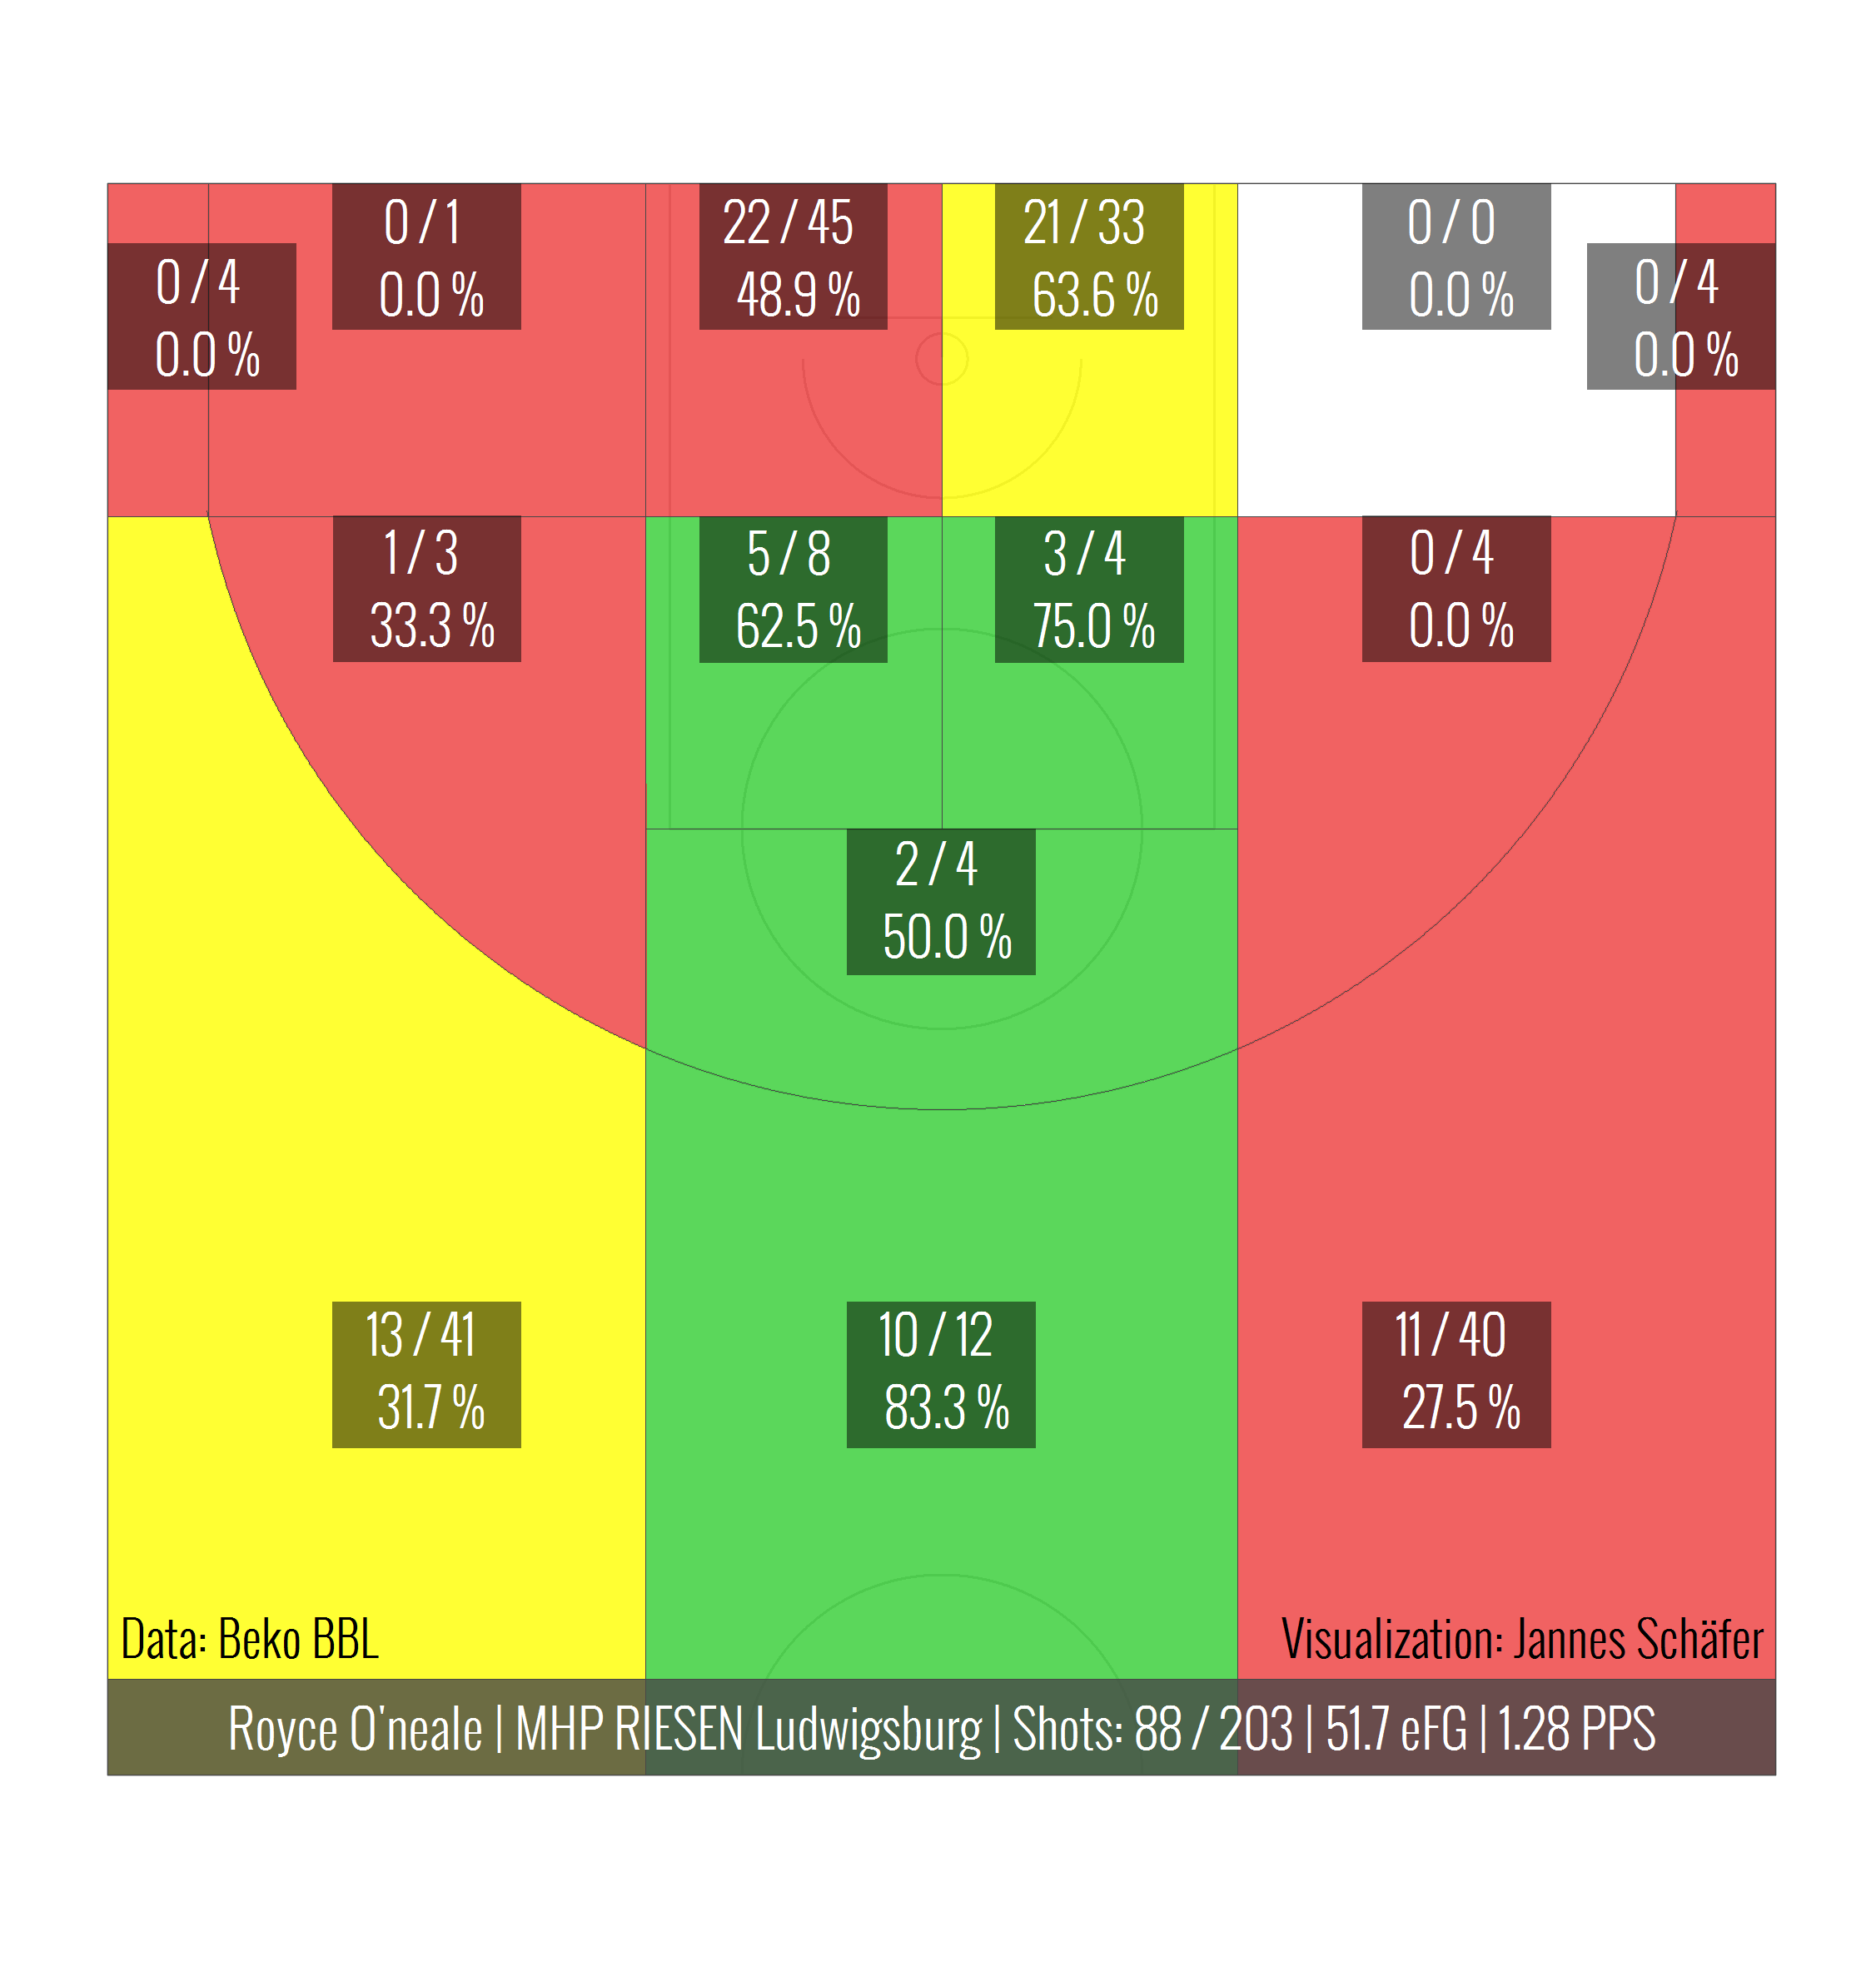 0 / 1
0.0 %
22 / 45
48.9 %
21 / 33
63.6 %
0 / 0
0.0 %
0 / 4
0.0 %
0 / 4
0.0 %
1 / 3
33.3 %
5 / 8
62.5 %
3 / 4
75.0 %
0 / 4
0.0 %
2 / 4
50.0 %
13 / 41
31.7 %
10 / 12
83.3 %
11 / 40
27.5 %
Data: Beko BBL
Visualization: Jannes Schäfer
Royce O'neale | MHP RIESEN Ludwigsburg | Shots: 88 / 203 | 51.7 eFG | 1.28 PPS